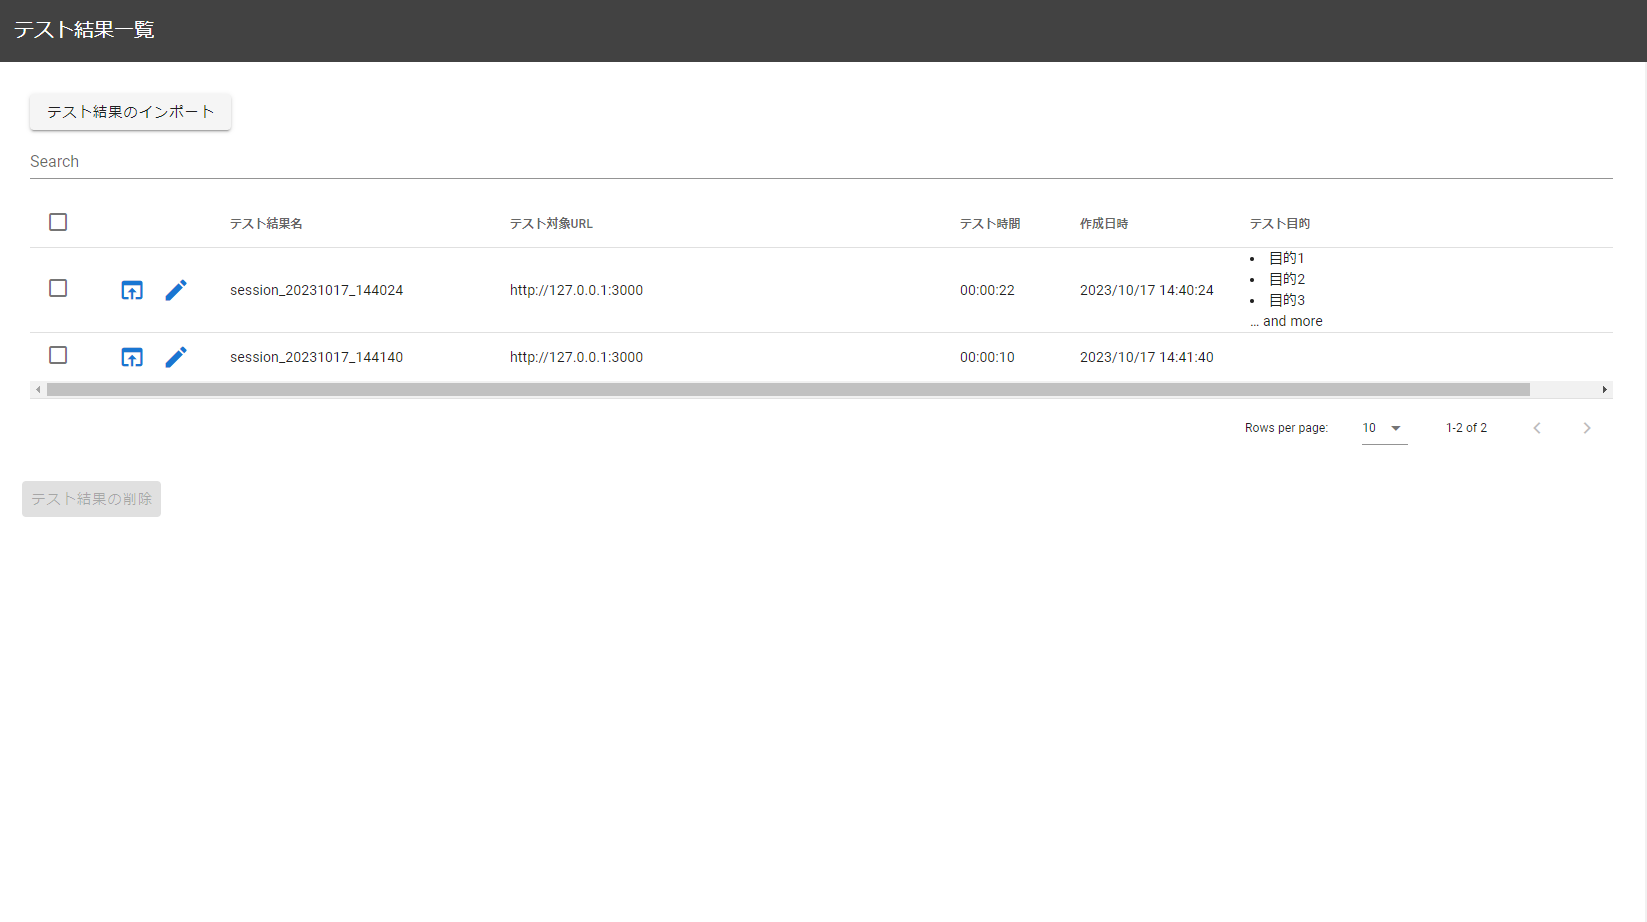 テスト結果一覧
テスト結果のインポート
Search
テスト結果名 テスト対象URL テスト時間 作成日時 テスト目的
session_20231017_144024 http://127.0.0.1:3000 00:00:22 2023/10/17 14:40:24
• 目的1
• 目的2
• 目的3
... and more
session_20231017_144140 http://127.0.0.1:3000 00:00:10 2023/10/17 14:41:40
Rows per page: 10 1-2 of 2
テスト結果の削除